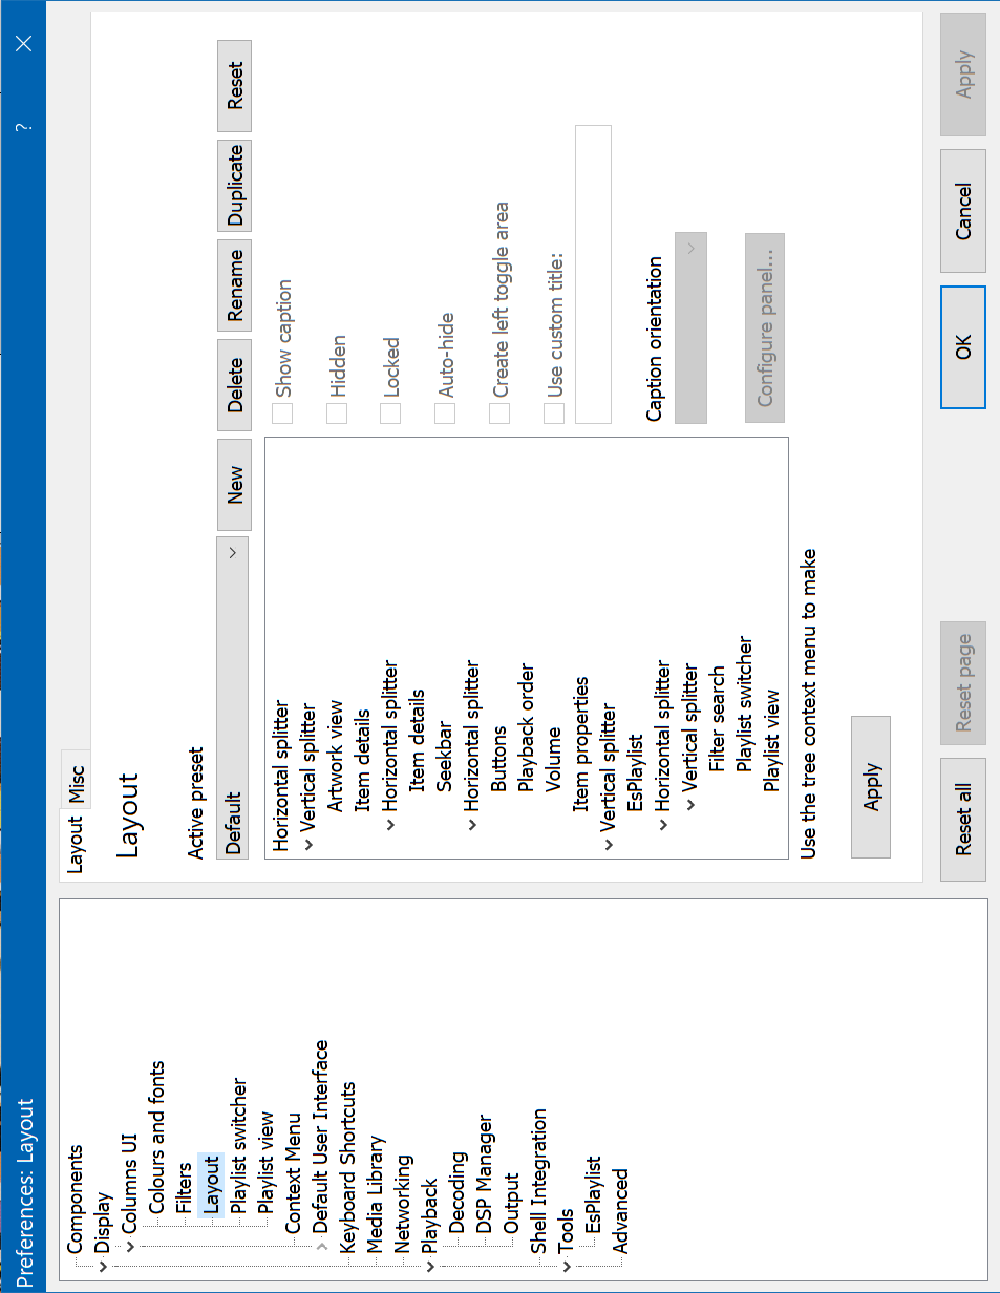 Preferences: Layout
?
Components
Display
Columns UI
Colours and fonts
Filters
Layout
Playlist switcher
Playlist view
Context Menu
Default User Interface
Keyboard Shortcuts
Media Library
Networking
Playback
Decoding
DSP Manager
Output
Shell Integration
Tools
EsPlaylist
Advanced
Layout Misc
Layout
Active preset
Default New Delete Rename Duplicate Reset
Horizontal splitter
Vertical splitter
Artwork view
Item details
Horizontal splitter
Item details
Seekbar
Horizontal splitter
Buttons
Playback order
Volume
Item properties
Vertical splitter
EsPlaylist
Horizontal splitter
Vertical splitter
Filter search
Playlist switcher
Playlist view
Show caption
Hidden
Locked
Auto-hide
Create left toggle area
Use custom title:
Caption orientation
Configure panel...
Use the tree context menu to make
Apply
Reset all Reset page OK Cancel Apply